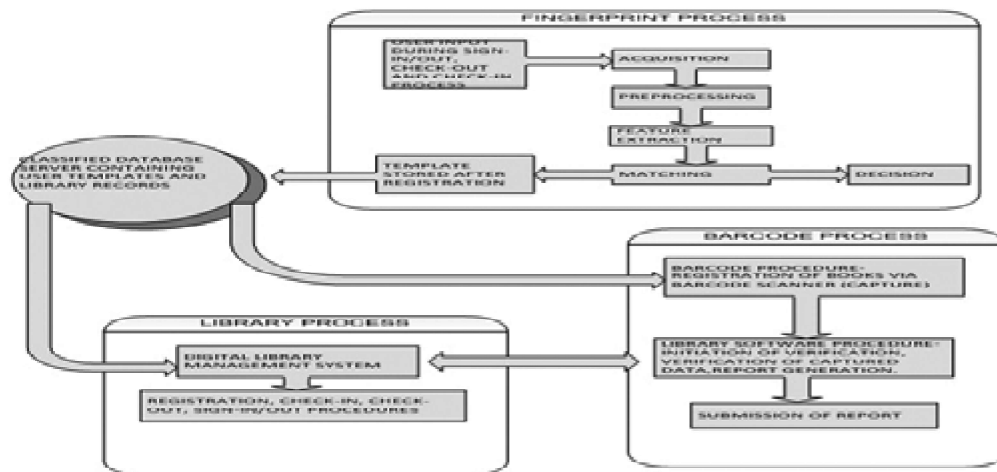 FINGERPRINT PROCESS
USER INPUT
DURING SIGN-
IN/OUT,
CHECK-OUT
AND CHECK-IN
PROCESS
ACQUISITION
PREPROCESSING
FEATURE
EXTRACTION
MATCHING
DECISION
TEMPLATE
STORED AFTER
REGISTRATION
CLASSIFIED DATABASE
SERVER CONTAINING
USER TEMPLATES AND
LIBRARY RECORDS
BARCODE PROCESS
BARCODE PROCEDURE-
REGISTRATION OF BOOKS VIA
BARCODE SCANNER (CAPTURE)
LIBRARY SOFTWARE PROCEDURE-
INITIATION OF VERIFICATION,
VERIFICATION OF CAPTURED
DATA,REPORT GENERATION.
SUBMISSION OF REPORT
LIBRARY PROCESS
DIGITAL LIBRARY
MANAGEMENT SYSTEM
REGISTRATION, CHECK-IN, CHECK-
OUT, SIGN-IN/OUT PROCEDURES